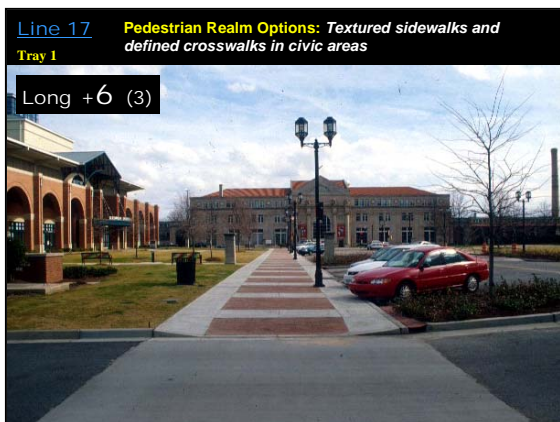 Line 17
Pedestrian Realm Options: Textured sidewalks and
Tray 1
defined crosswalks in civic areas
Long +6 (3)